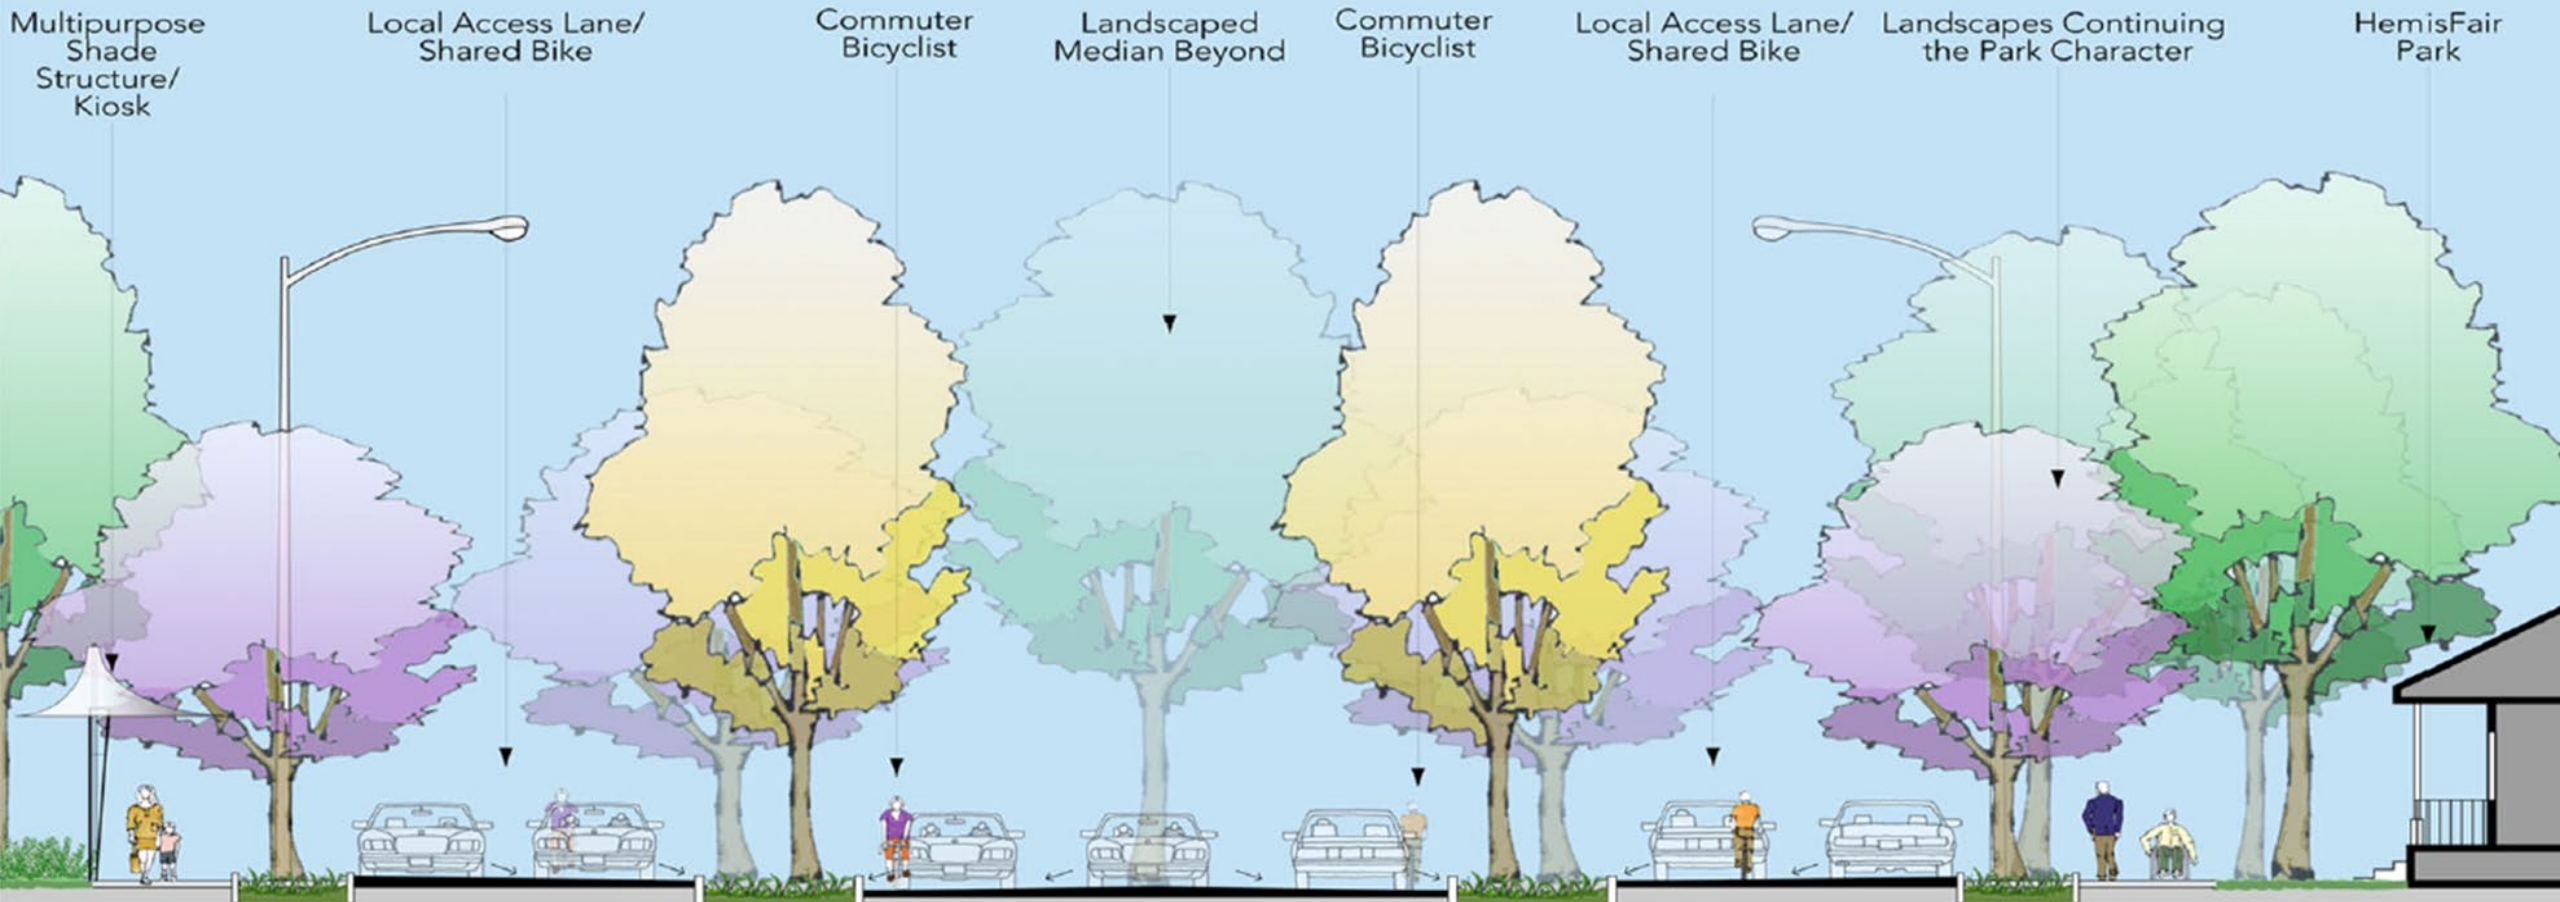 Multipurpose
Shade
Structure/
Kiosk
Local Access Lane/
Shared Bike
Commuter
Bicyclist
Landscaped
Median Beyond
Commuter
Bicyclist
Local Access Lane/
Shared Bike
Landscapes Continuing
the Park Character
HemisFair
Park